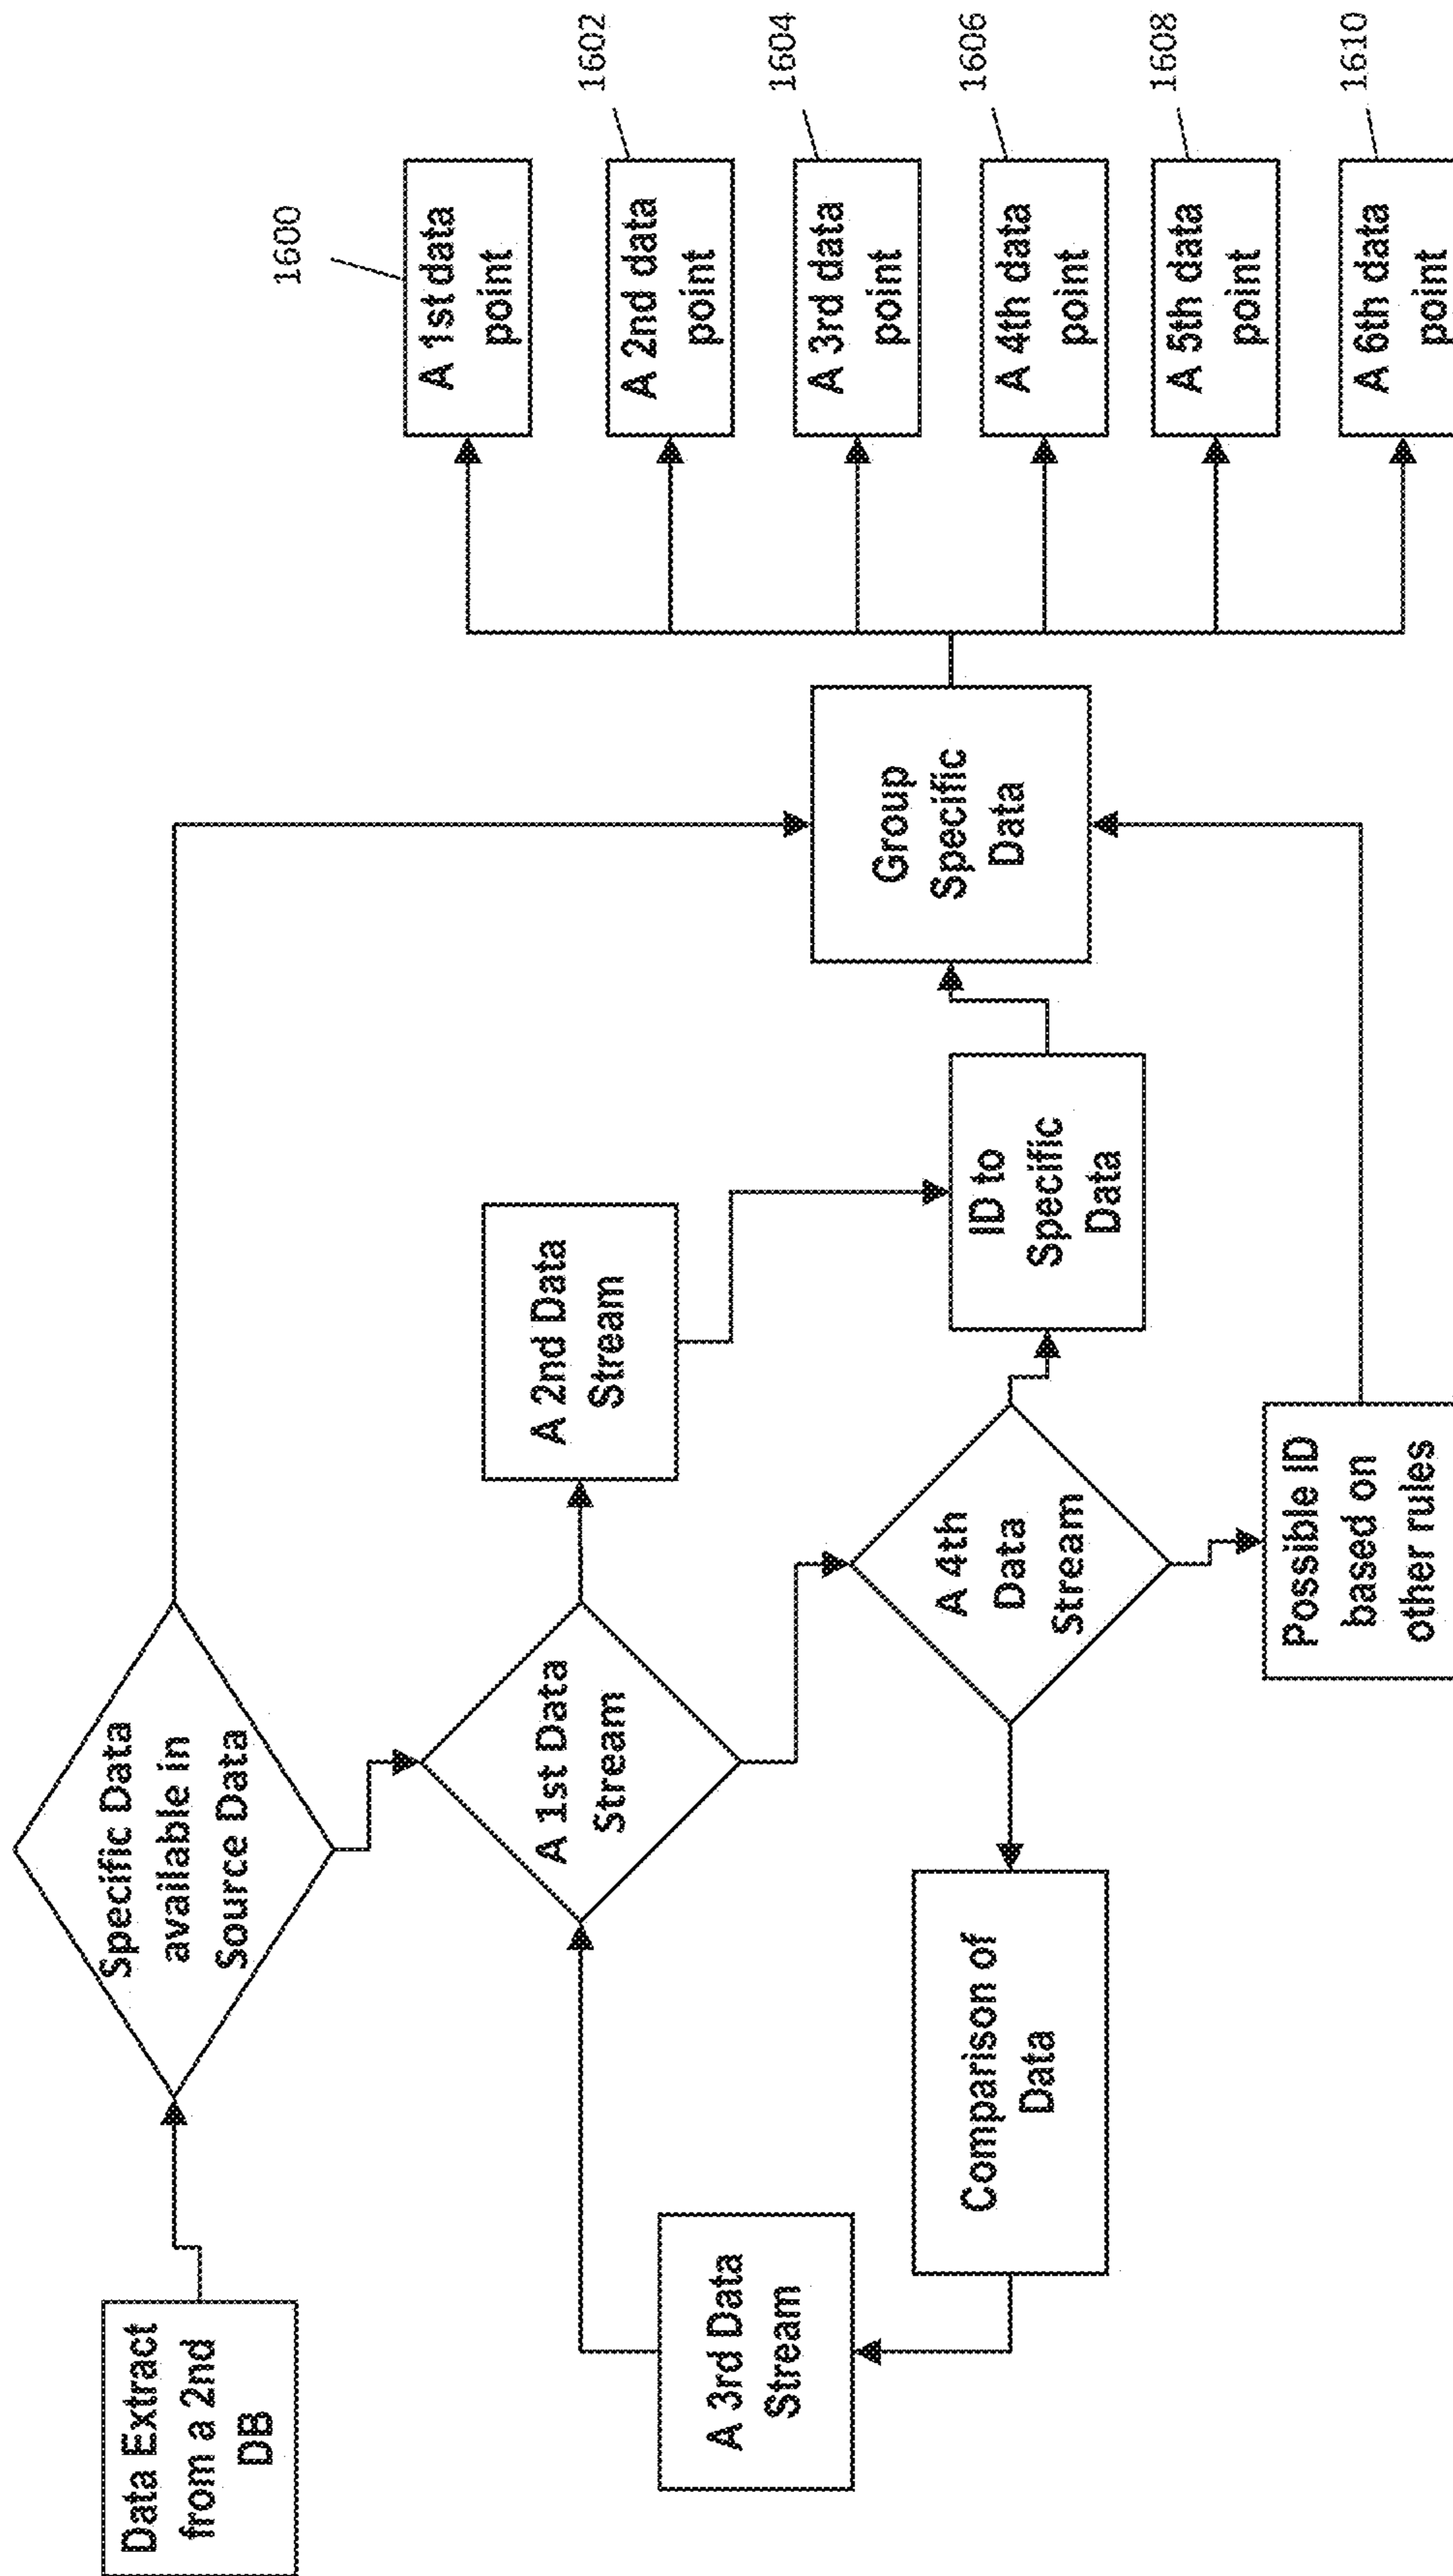 Data Extract
from a 2nd
DB
Specific Data
available in
Source Data
A 3rd Data
Stream
A 1st Data
Stream
A 2nd Data
Stream
Comparison of
Data
A 4th
Data
Stream
ID to
Specific
Data
Possible ID
based on
other rules
Group
Specific
Data
1600
A 1st data
point
1602
A 2nd data
point
1604
A 3rd data
point
1606
A 4th data
point
1608
A 5th data
point
1610
A 6th data
point